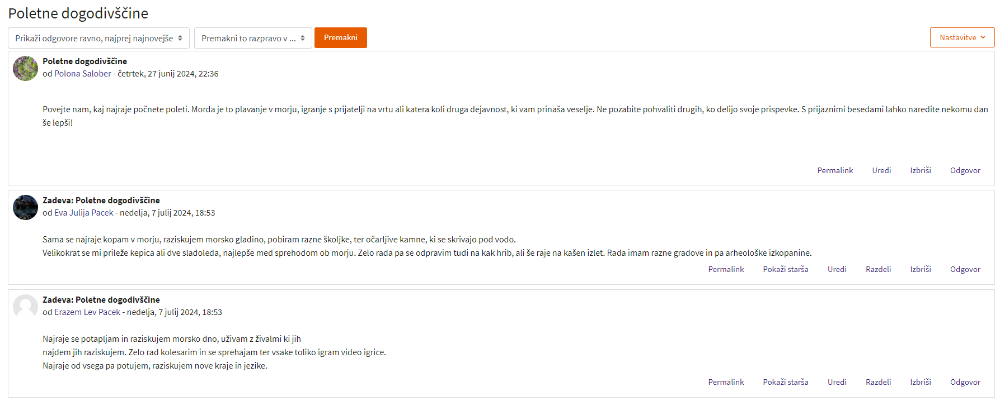 Poletne dogodivščine
Prikaži odgovore ravno, najprej najnovejše
Premakni to razpravo v ...
Premakni
Nastavitve
Poletne dogodivščine
od Polona Salober - četrtek, 27 junij 2024, 22:36
Povejte nam, kaj najraje počnete poleti. Morda je to plavanje v morju, igranje s prijatelji na vrtu ali katera koli druga dejavnost, ki vam prinaša veselje. Ne pozabite pohvaliti drugih, ko delijo svoje prispevke. S prijaznimi besedami lahko naredite nekomu dan
še lepši!
Permalink Uredi Izbriši Odgovor
Zadeva: Poletne dogodivščine
od Eva Julija Pacek - nedelja, 7 julij 2024, 18:53
Sama se najraje kopam v morju, raziskujem morsko gladino, pobiram razne školjke, ter očarljive kamne, ki se skrivajo pod vodo.
Velikokrat se mi prileže kepica ali dve sladoleda, najlepše med sprehodom ob morju. Zelo rada pa se odpravim tudi na kak hrib, ali še raje na kašen izlet. Rada imam razne gradove in pa arheološke izkopanine.
Permalink Pokaži starša Uredi Razdeli Izbriši Odgovor
Zadeva: Poletne dogodivščine
od Erazem Lev Pacek - nedelja, 7 julij 2024, 18:53
Najraje se potapljam in raziskujem morsko dno, uživam z živalmi ki jih
najdem jih raziskujem. Zelo rad kolesarim in se sprehajam ter vsake toliko igram video igrice.
Najraje od vsega pa potujem, raziskujem nove kraje in jezike.
Permalink Pokaži starša Uredi Razdeli Izbriši Odgovor